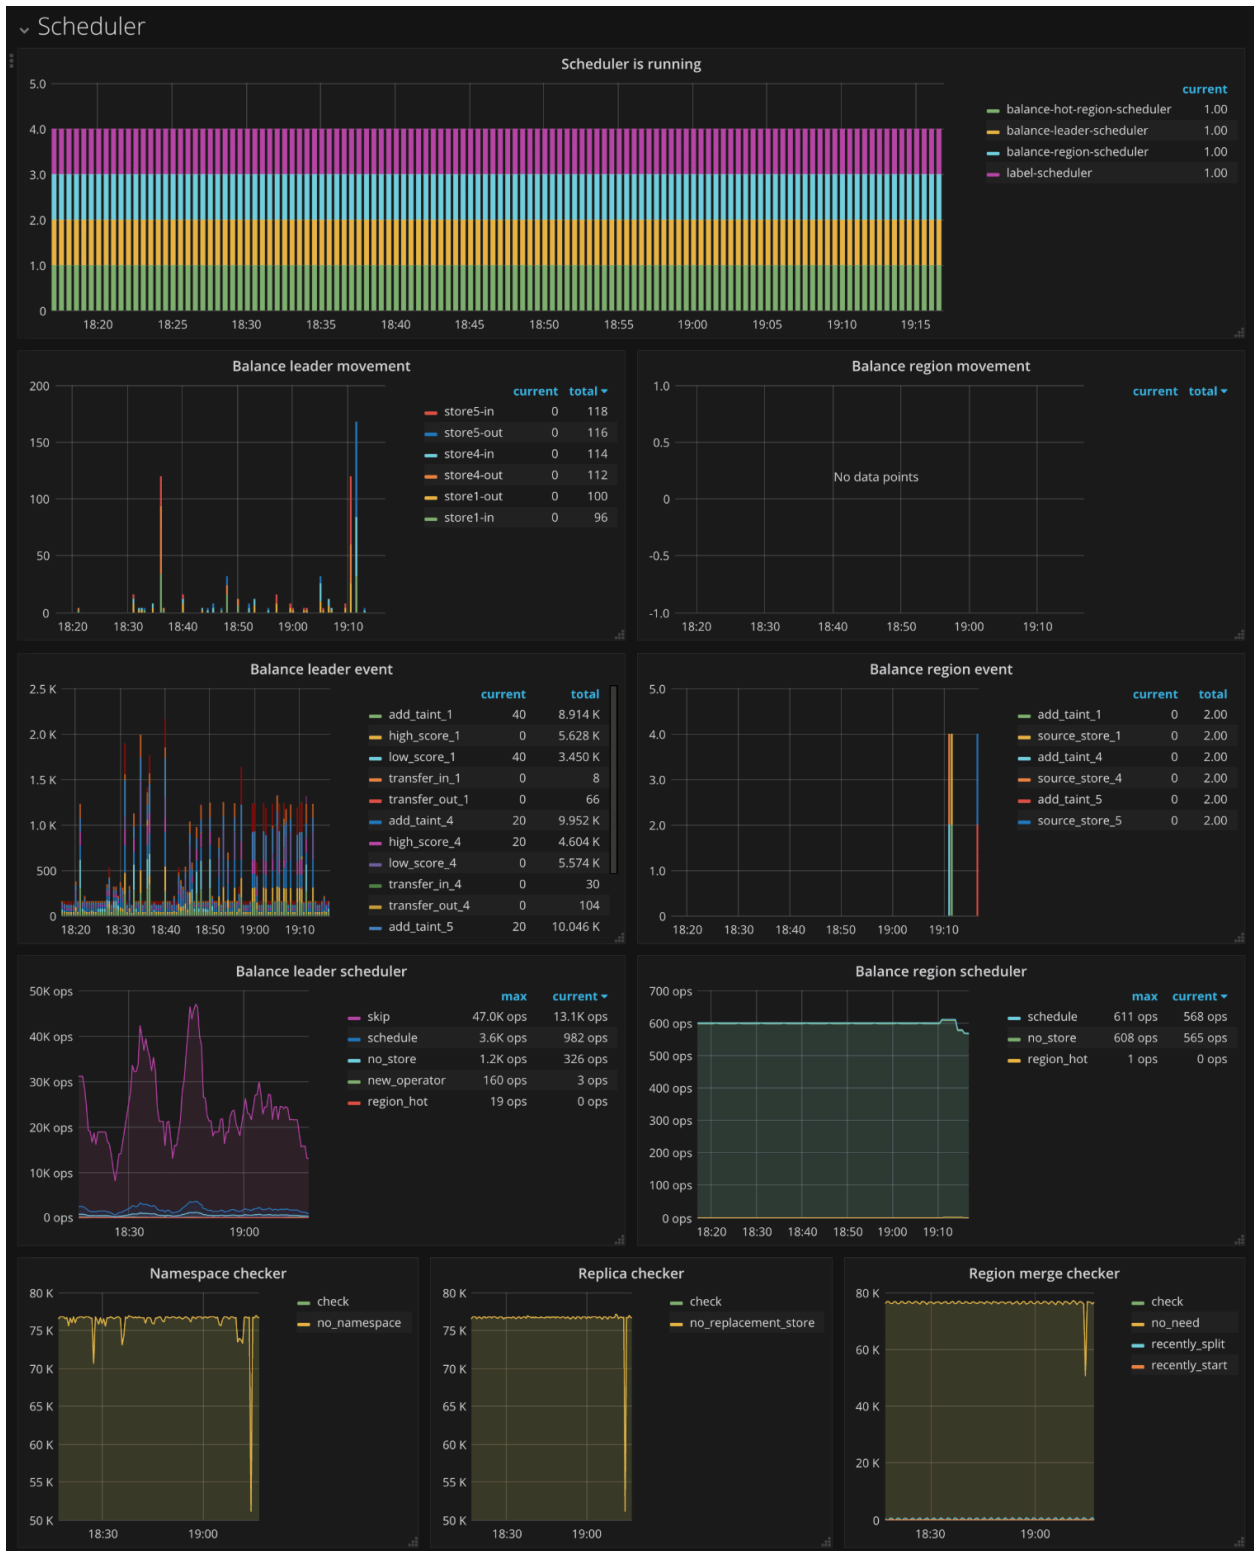 Scheduler
Scheduler is running
current
5.0
4.0
3.0
2.0
1.0
0
18:20 18:25 18:30 18:35 18:40 18:45 18:50 18:55 19:00 19:05 19:10 19:15
balance-hot-region-scheduler 1.00
balance-leader-scheduler 1.00
balance-region-scheduler 1.00
label-scheduler 1.00
Balance leader movement
200
150
100
50
0
18:20 18:30 18:40 18:50 19:00 19:10
current total
store5-in 0 118
store5-out 0 116
store4-in 0 114
store4-out 0 112
store1-out 0 100
store1-in 0 96
Balance region movement
1.0
0.5
0
-0.5
-1.0
No data points
18:20 18:30 18:40 18:50 19:00 19:10
current total
Balance leader event
2.5 K
2.0 K
1.5 K
1.0 K
500
0
18:20 18:30 18:40 18:50 19:00 19:10
current total
add_taint_1 40 8.914 K
high_score_1 0 5.628 K
low_score_1 40 3.450 K
transfer_in_1 0 8
transfer_out_1 0 66
add_taint_4 20 9.952 K
high_score_4 20 4.604 K
low_score_4 0 5.574 K
transfer_in_4 0 30
transfer_out_4 0 104
add_taint_5 20 10.046 K
Balance region event
5.0
4.0
3.0
2.0
1.0
0
18:20 18:30 18:40 18:50 19:00 19:10
current total
add_taint_1 0 2.00
source_store_1 0 2.00
add_taint_4 0 2.00
source_store_4 0 2.00
add_taint_5 0 2.00
source_store_5 0 2.00
Balance leader scheduler
50K ops
40K ops
30K ops
20K ops
10K ops
0 ops
18:30 19:00
max current
skip 47.0K ops 13.1K ops
schedule 3.6K ops 982 ops
no_store 1.2K ops 326 ops
new_operator 160 ops 3 ops
region_hot 19 ops 0 ops
Balance region scheduler
700 ops
600 ops
500 ops
400 ops
300 ops
200 ops
100 ops
0 ops
18:20 18:30 18:40 18:50 19:00 19:10
max current
schedule 611 ops 568 ops
no_store 608 ops 565 ops
region_hot 1 ops 0 ops
Namespace checker
80 K
75 K
70 K
65 K
60 K
55 K
50 K
18:30 19:00
check
no_namespace
Replica checker
80 K
75 K
70 K
65 K
60 K
55 K
50 K
18:30 19:00
check
no_replacement_store
Region merge checker
80 K
60 K
40 K
20 K
0
18:30 19:00
check
no_need
recently_split
recently_start